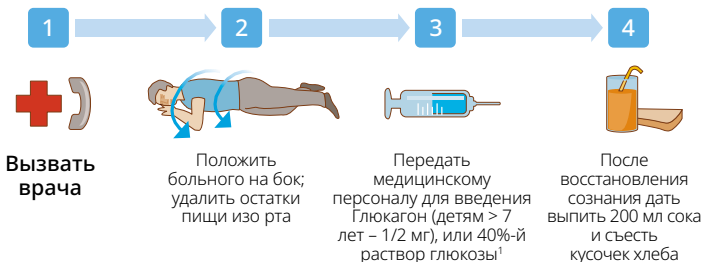 1
2
3
4
Вызвать
врача
Положить
больного на бок;
удалить остатки
пищи изо рта
Передать
медицинскому
персоналу для введения
Глюкагон (детям > 7
лет – 1/2 мг), или 40%-й
раствор глюкозы¹
После
восстановления
сознания дать
выпить 200 мл сока
и съесть
кусочек хлеба